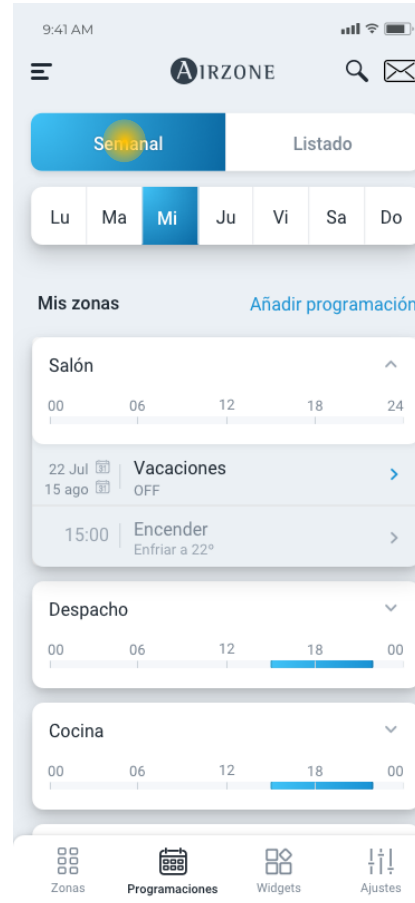 9:41 AM
AIRZONE
Semanal Listado
Lu Ma Mi Ju Vi Sa Do
Mis zonas Añadir programación
Salón
00 06 12 18 24
22 Jul Vacaciones
15 ago OFF
15:00 Encender
Enfriar a 22º
Despacho
00 06 12 18 00
Cocina
00 06 12 18 00
Zonas Programaciones Widgets Ajustes